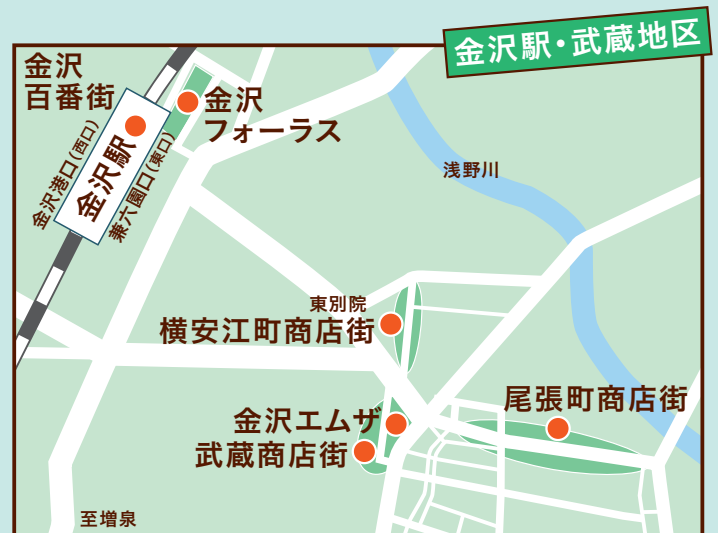 金沢駅・武蔵地区
金沢
百番街
金沢
フォーラス
金沢港口(西口)
金沢駅
兼六園口(東口)
浅野川
東別院
横安江町商店街
尾張町商店街
金沢エムザ
武蔵商店街
至増泉